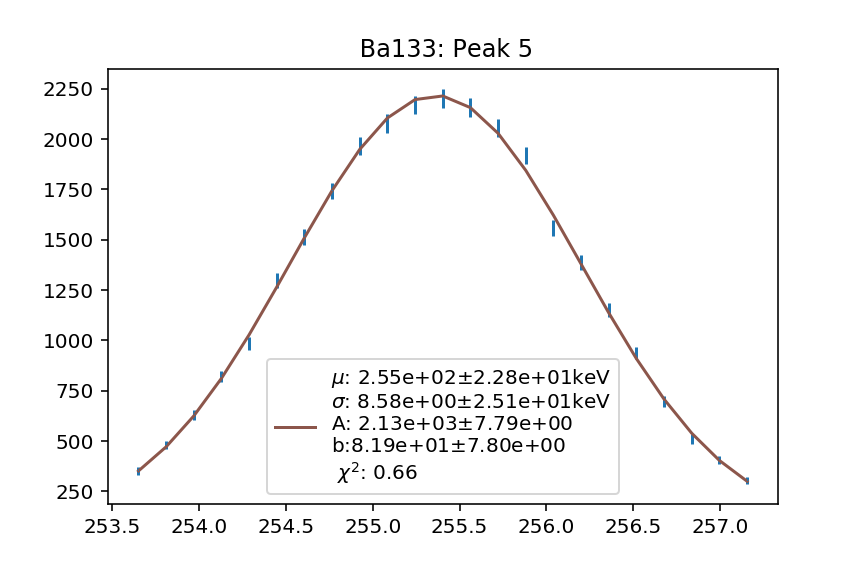 Ba133: Peak 5
2250
2000
1750
1500
1250
1000
750
500
250
μ: 2.55e+02±2.28e+01keV
σ: 8.58e+00±2.51e+01keV
A: 2.13e+03±7.79e+00
b:8.19e+01±7.80e+00
χ²: 0.66
253.5 254.0 254.5 255.0 255.5 256.0 256.5 257.0